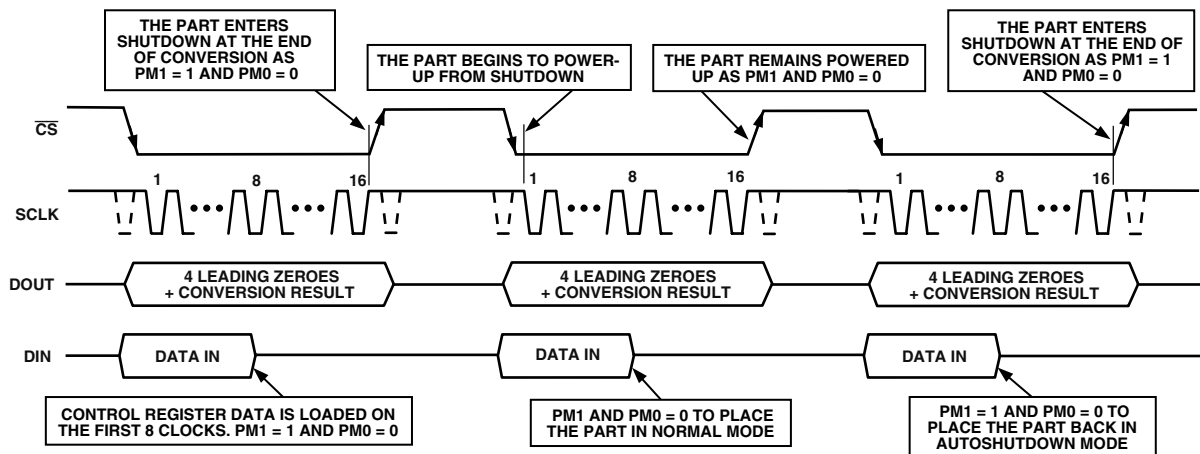 THE PART ENTERS
SHUTDOWN AT THE END
OF CONVERSION AS
PM1 = 1 AND PM0 = 0
THE PART BEGINS TO POWER-
UP FROM SHUTDOWN
THE PART REMAINS POWERED
UP AS PM1 AND PM0 = 0
THE PART ENTERS
SHUTDOWN AT THE END OF
CONVERSION AS PM1 = 1
AND PM0 = 0
CS
SCLK
1 8 16
1 8 16
1 8 16
DOUT
4 LEADING ZEROES
+ CONVERSION RESULT
4 LEADING ZEROES
+ CONVERSION RESULT
4 LEADING ZEROES
+ CONVERSION RESULT
DIN
DATA IN
DATA IN
DATA IN
CONTROL REGISTER DATA IS LOADED ON
THE FIRST 8 CLOCKS. PM1 = 1 AND PM0 = 0
PM1 AND PM0 = 0 TO PLACE
THE PART IN NORMAL MODE
PM1 = 1 AND PM0 = 0 TO
PLACE THE PART BACK IN
AUTOSHUTDOWN MODE